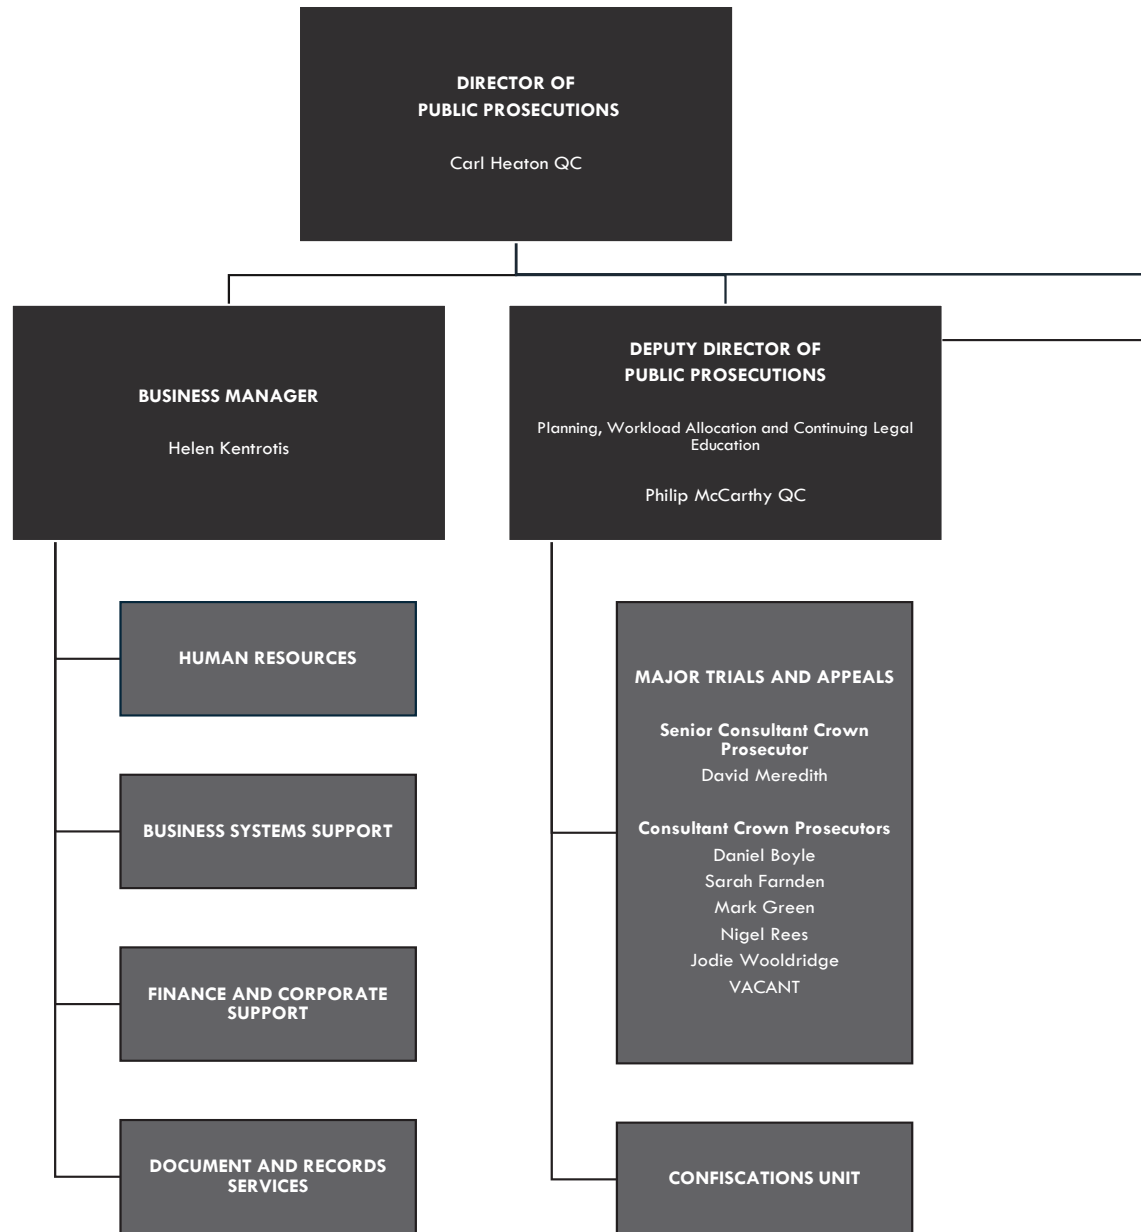 DIRECTOR OF
PUBLIC PROSECUTIONS
Carl Heaton QC
BUSINESS MANAGER
Helen Kentrotis
DEPUTY DIRECTOR OF
PUBLIC PROSECUTIONS
Planning, Workload Allocation and Continuing Legal
Education
Philip McCarthy QC
HUMAN RESOURCES
BUSINESS SYSTEMS SUPPORT
FINANCE AND CORPORATE
SUPPORT
DOCUMENT AND RECORDS
SERVICES
MAJOR TRIALS AND APPEALS
Senior Consultant Crown
Prosecutor
David Meredith
Consultant Crown Prosecutors
Daniel Boyle
Sarah Farnden
Mark Green
Nigel Rees
Jodie Wooldridge
VACANT
CONFISCATIONS UNIT